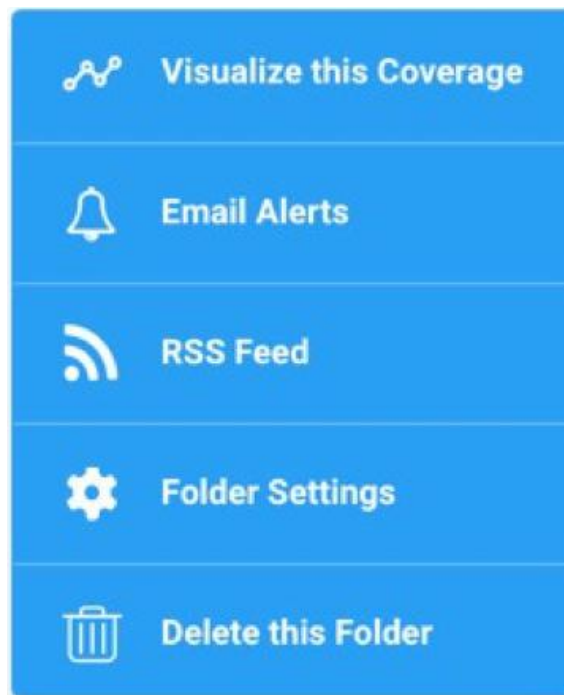 Visualize this Coverage
Email Alerts
RSS Feed
Folder Settings
Delete this Folder